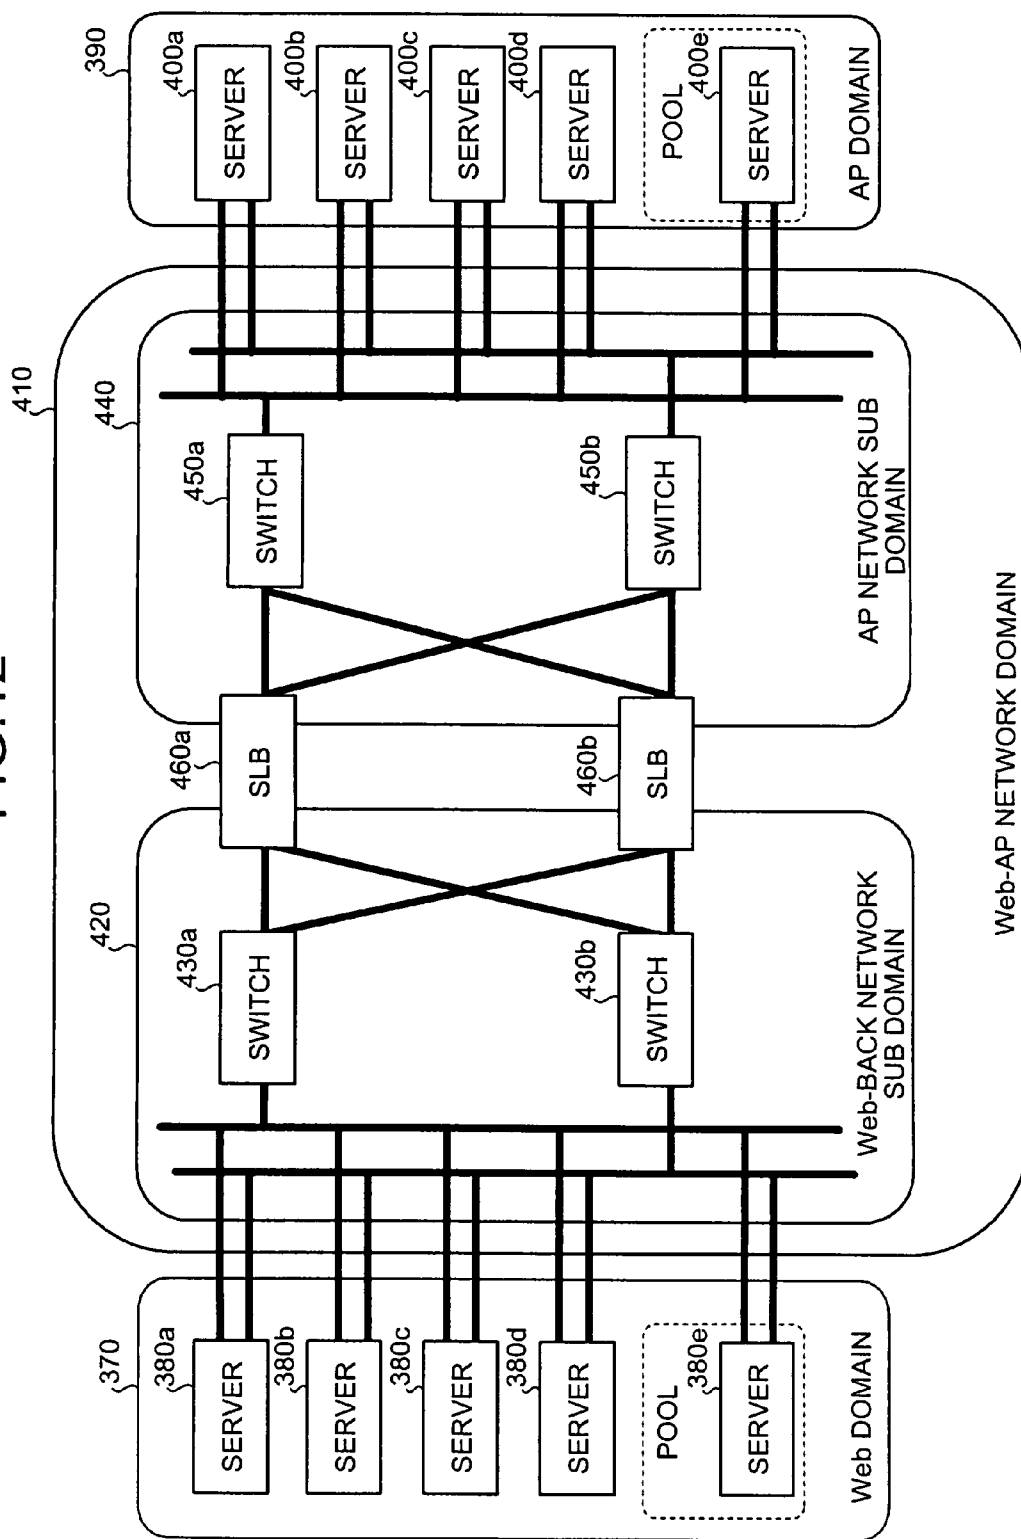 410
370
380a
SERVER
380b
SERVER
380c
SERVER
380d
SERVER
POOL
380e
SERVER
Web DOMAIN
420
430a
SWITCH
430b
SWITCH
Web-BACK NETWORK
SUB DOMAIN
460a
SLB
460b
SLB
440
450a
SWITCH
450b
SWITCH
AP NETWORK SUB
DOMAIN
Web-AP NETWORK DOMAIN
390
400a
SERVER
400b
SERVER
400c
SERVER
400d
SERVER
POOL
400e
SERVER
AP DOMAIN